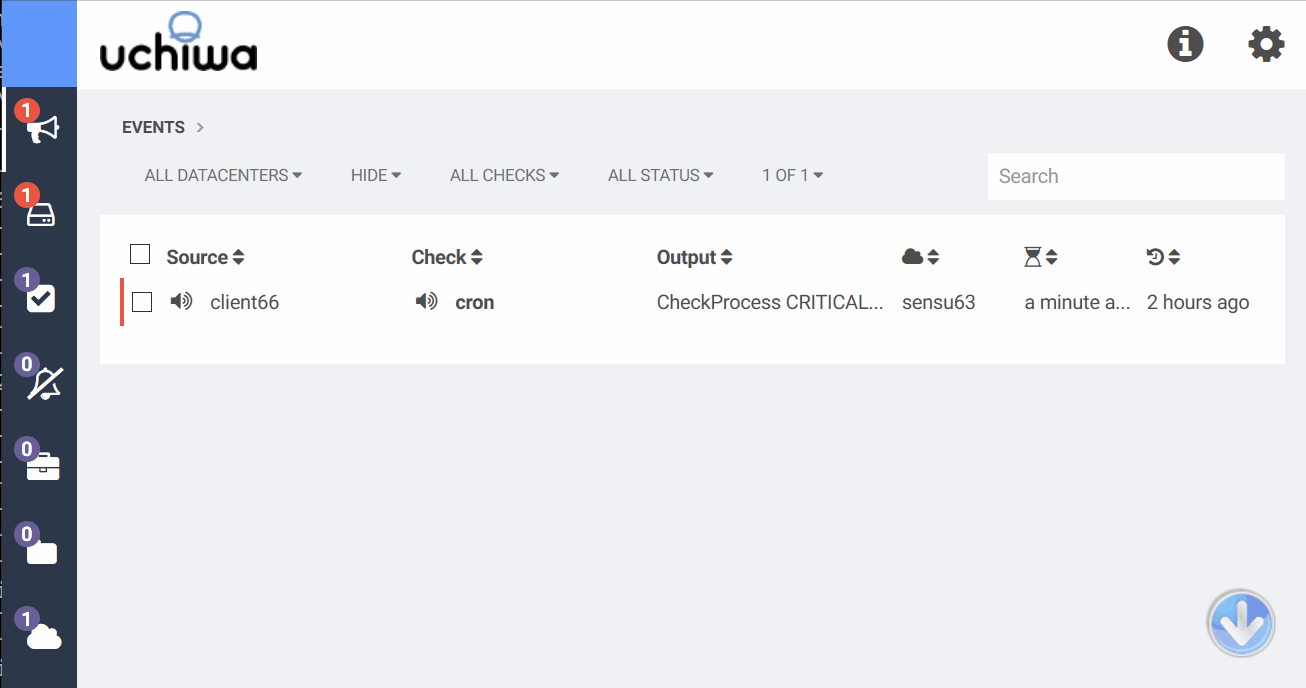 uchiwa
EVENTS
ALL DATACENTERS HIDE ALL CHECKS ALL STATUS 1 OF 1 Search
Source Check Output
client66 cron CheckProcess CRITICAL... sensu63 a minute a... 2 hours ago
1
1
1
0
0
0
1